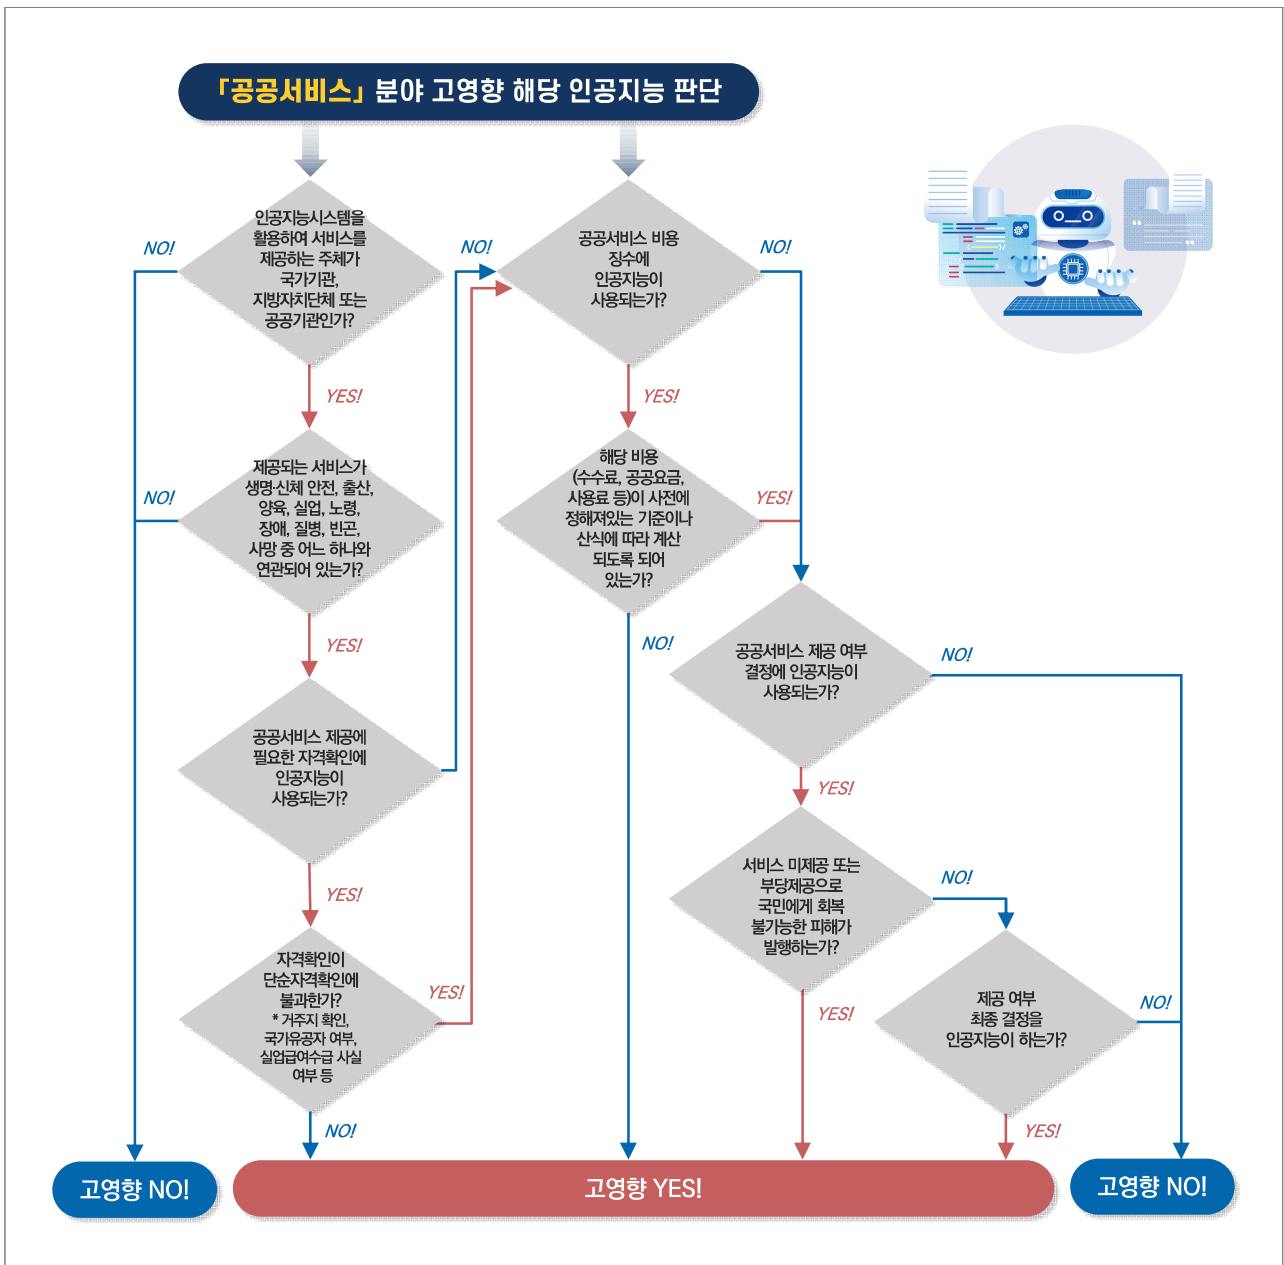 「공공서비스」 분야 고영향 해당 인공지능 판단
인공지능시스템을
활용하여 서비스를
제공하는 주체가
국가기관,
지방자치단체 또는
공공기관인가?
NO!
YES!
제공되는 서비스가
생명·신체 안전, 출산,
양육, 실업, 노령,
장애, 질병, 빈곤,
사망 중 어느 하나와
연관되어 있는가?
NO!
YES!
공공서비스 제공에
필요한 자격확인에
인공지능이
사용되는가?
NO!
YES!
자격확인이
단순자격확인에
불과한가?
* 거주지 확인,
국가유공자 여부,
실업급여수급 사실
여부 등
YES!
NO!
공공서비스 비용
징수에
인공지능이
사용되는가?
NO!
YES!
해당 비용
(수수료, 공공요금,
사용료 등)이 사전에
정해져있는 기준이나
산식에 따라 계산
되도록 되어
있는가?
YES!
NO!
공공서비스 제공 여부
결정에 인공지능이
사용되는가?
NO!
YES!
서비스 미제공 또는
부당제공으로
국민에게 회복
불가능한 피해가
발행하는가?
NO!
YES!
제공 여부
최종 결정을
인공지능이 하는가?
NO!
YES!
고영향 NO!
고영향 YES!
고영향 NO!